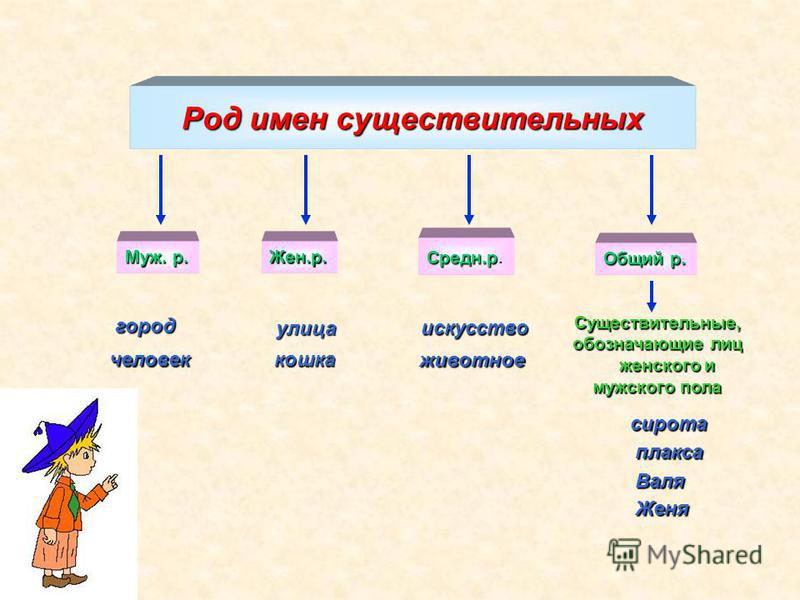 Род имен существительных
Муж. р.
Жен.р.
Средн.р.
Общий р.
город
человек
улица
кошка
искусство
животное
Существительные,
обозначающие лиц
женского и
мужского пола
сирота
плакса
Валя
Женя
MyShared